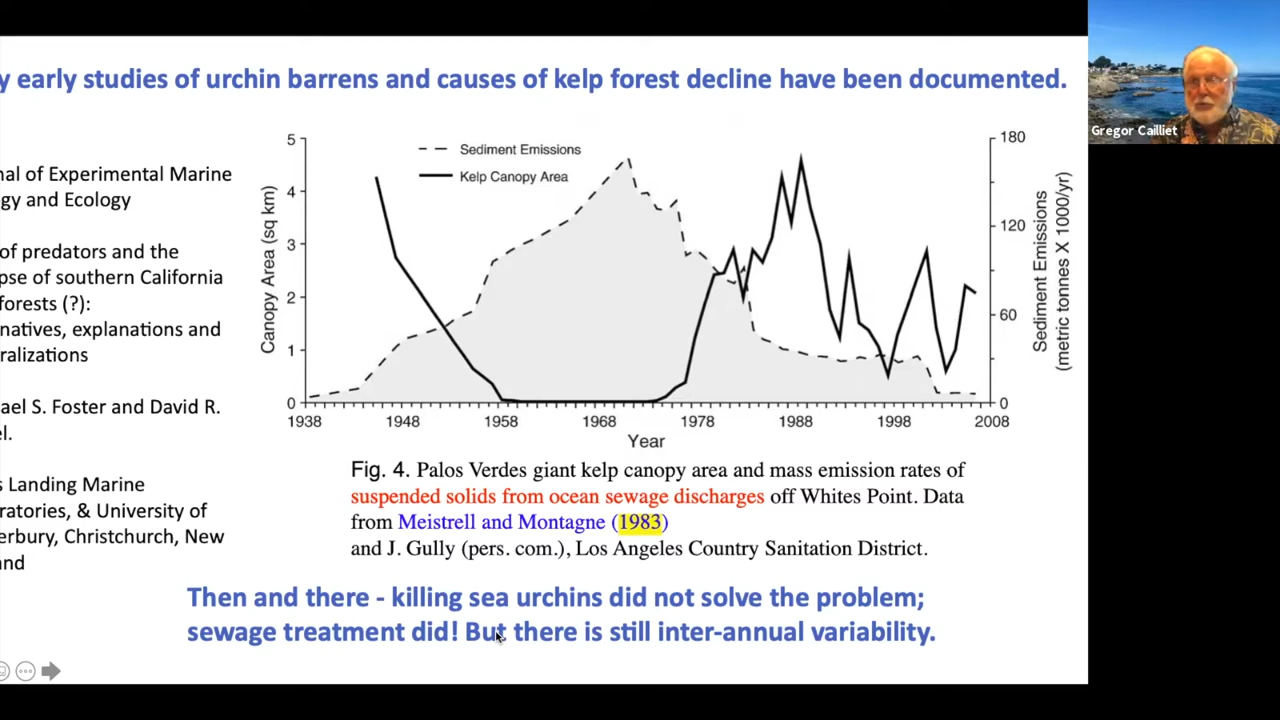 y early studies of urchin barrens and causes of kelp forest decline have been documented.
Gregor Cailliet
nal of Experimental Marine
gy and Ecology
of predators and the
pse of southern California
forests (?):
natives, explanations and
ralizations
ael S. Foster and David R.
el.
s Landing Marine
ratories, & University of
erbury, Christchurch, New
and
Sediment Emissions
Kelp Canopy Area
Canopy Area (sq km)
5
4
3
2
1
0
180
120
60
0
Sediment Emissions
(metric tonnes X 1000/yr)
1938 1948 1958 1968 1978 1988 1998 2008
Year
Fig. 4. Palos Verdes giant kelp canopy area and mass emission rates of
suspended solids from ocean sewage discharges off Whites Point. Data
from Meistrell and Montagne (1983)
and J. Gully (pers. com.), Los Angeles Country Sanitation District.
Then and there - killing sea urchins did not solve the problem;
sewage treatment did! But there is still inter-annual variability.